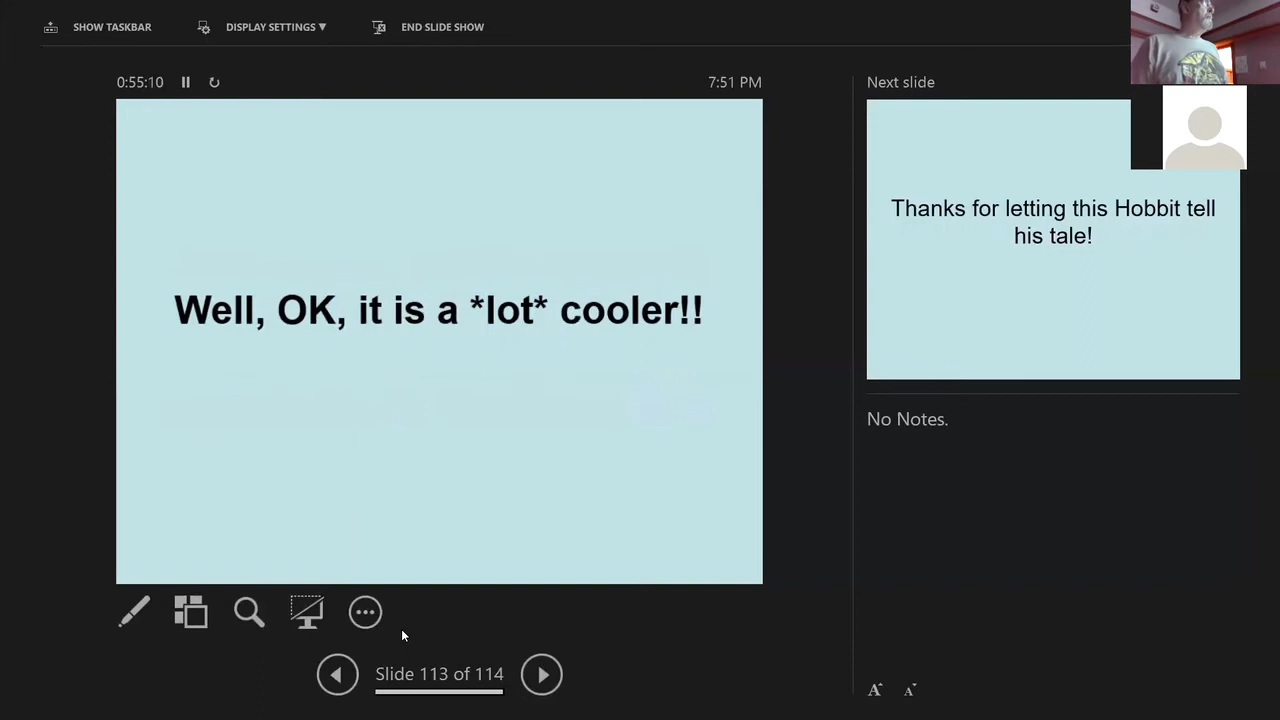 SHOW TASKBAR DISPLAY SETTINGS ▼ END SLIDE SHOW
0:55:10 7:51 PM Next slide
Well, OK, it is a *lot* cooler!!
Thanks for letting this Hobbit tell
his tale!
No Notes.
Slide 113 of 114
A A